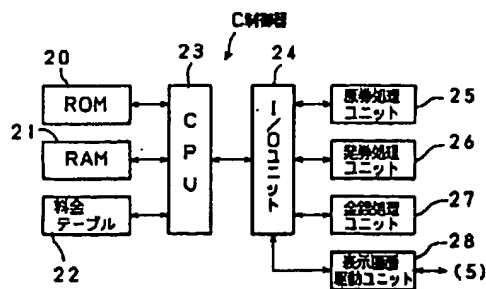 C制御器
20
23
24
ROM
CPU
I/Oユニット
原券処理
ユニット
25
21
RAM
発券処理
ユニット
26
料金
テーブル
22
金銭処理
ユニット
27
28
表示画面
駆動ユニット
(5)